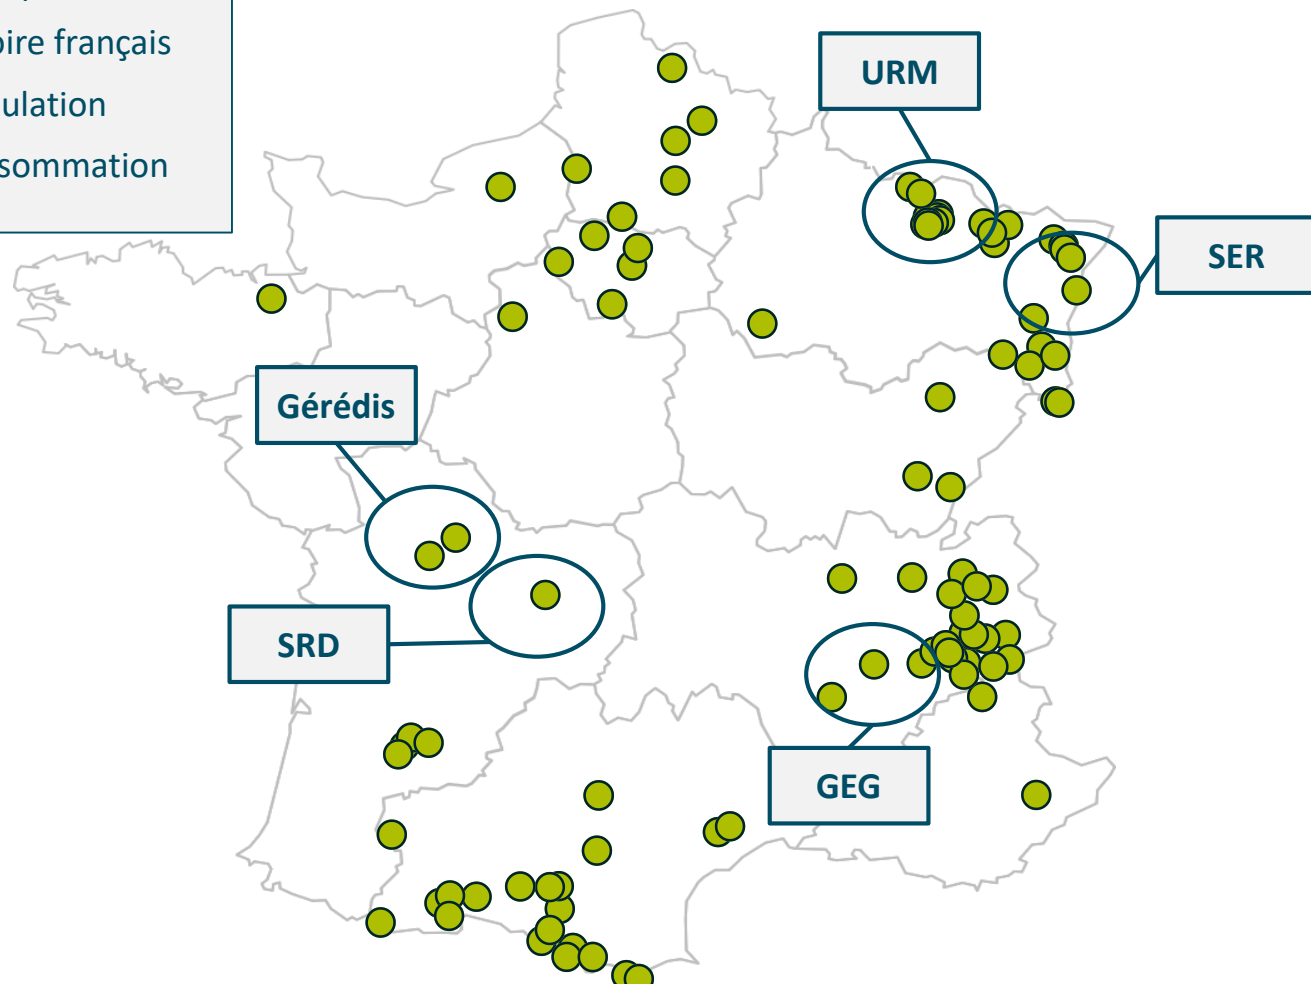 oire français
ulation
sommation
URM
SER
Gérédis
SRD
GEG